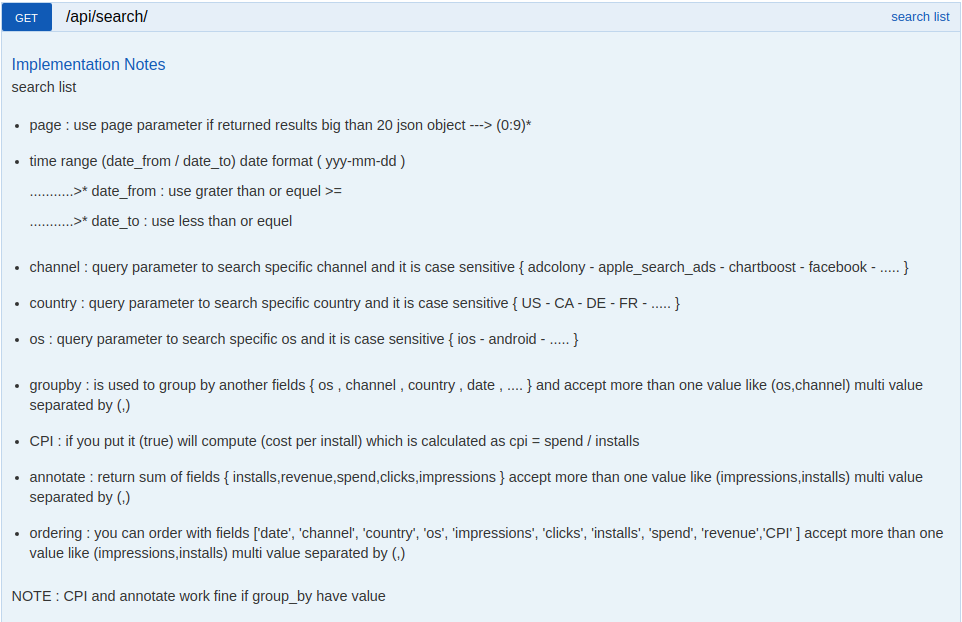 GET /api/search/ search list
Implementation Notes
search list
• page : use page parameter if returned results big than 20 json object ---> (0:9)*
• time range (date_from / date_to) date format ( yyy-mm-dd )
...........>* date_from : use grater than or equel >=
...........>* date_to : use less than or equel
• channel : query parameter to search specific channel and it is case sensitive { adcolony - apple_search_ads - chartboost - facebook - ..... }
• country : query parameter to search specific country and it is case sensitive { US - CA - DE - FR - ..... }
• os : query parameter to search specific os and it is case sensitive { ios - android - ..... }
• groupby : is used to group by another fields { os , channel , country , date , .... } and accept more than one value like (os,channel) multi value
separated by (,)
• CPI : if you put it (true) will compute (cost per install) which is calculated as cpi = spend / installs
• annotate : return sum of fields { installs,revenue,spend,clicks,impressions } accept more than one value like (impressions,installs) multi value
separated by (,)
• ordering : you can order with fields ['date', 'channel', 'country', 'os', 'impressions', 'clicks', 'installs', 'spend', 'revenue','CPI' ] accept more than one
value like (impressions,installs) multi value separated by (,)
NOTE : CPI and annotate work fine if group_by have value